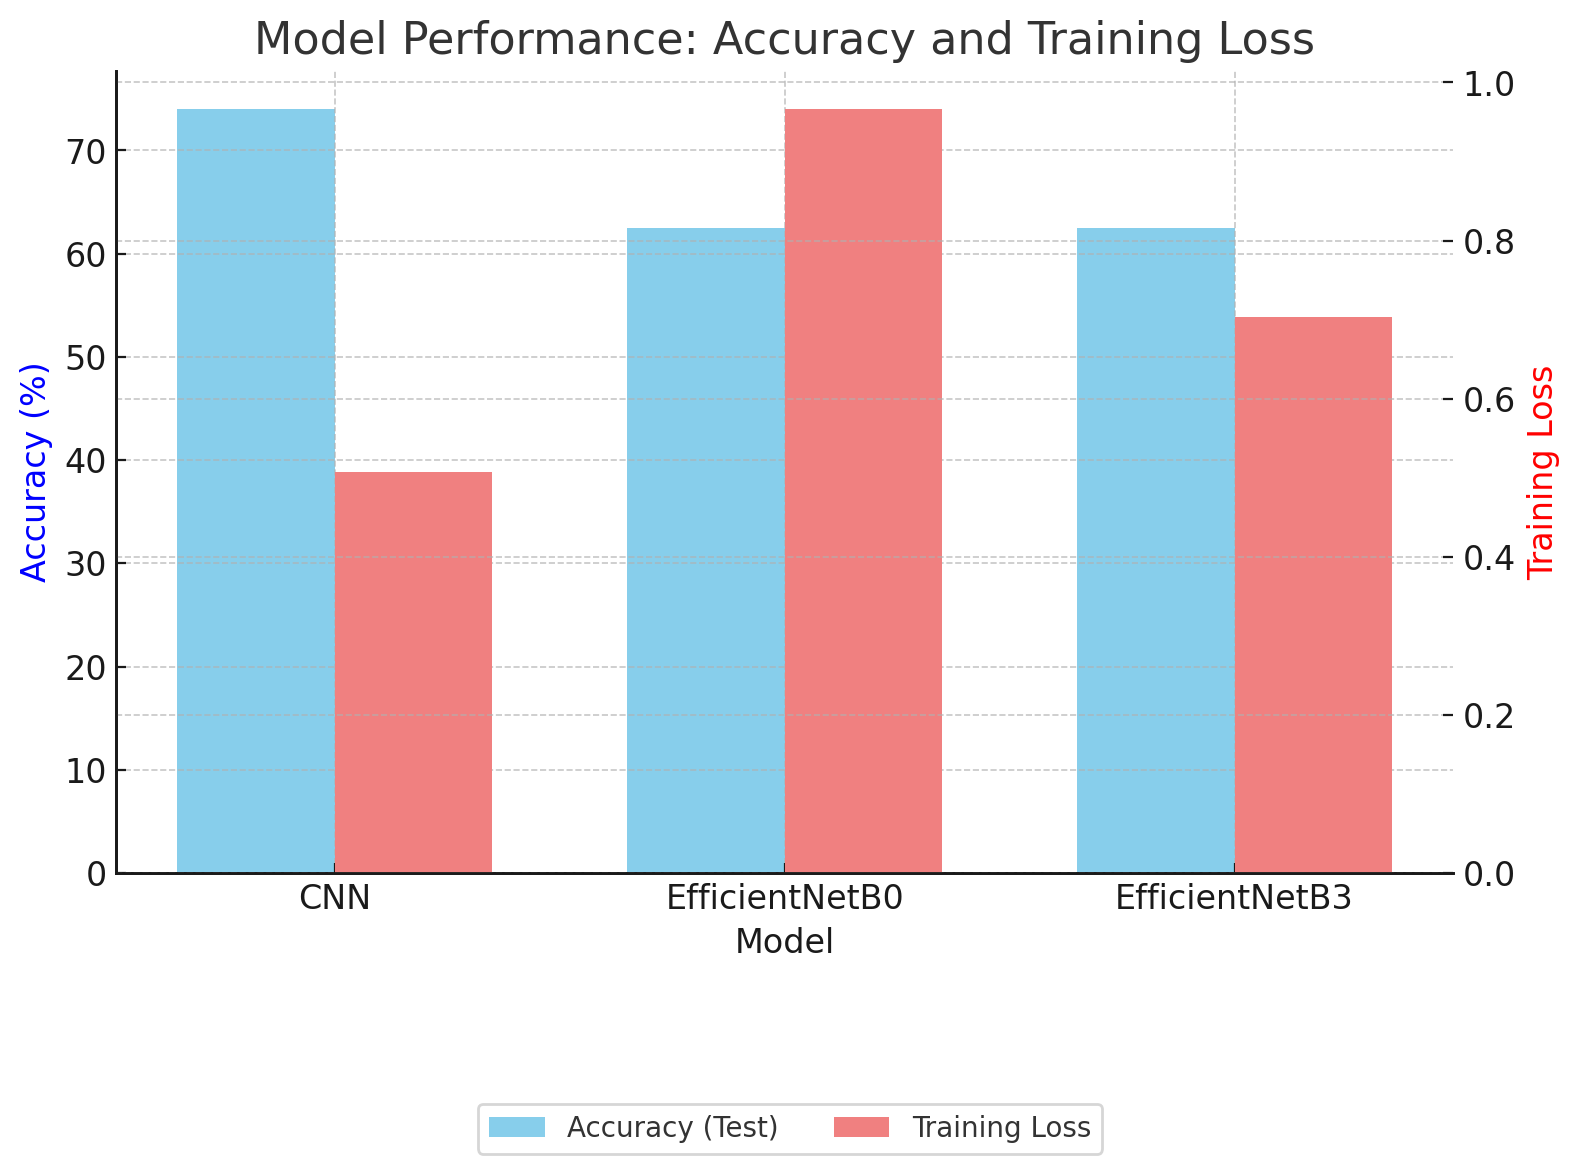 Model Performance: Accuracy and Training Loss
Accuracy (%)
70
60
50
40
30
20
10
0
1.0
0.8
0.6
0.4
0.2
0.0
Training Loss
CNN EfficientNetB0 EfficientNetB3
Model
Accuracy (Test) Training Loss